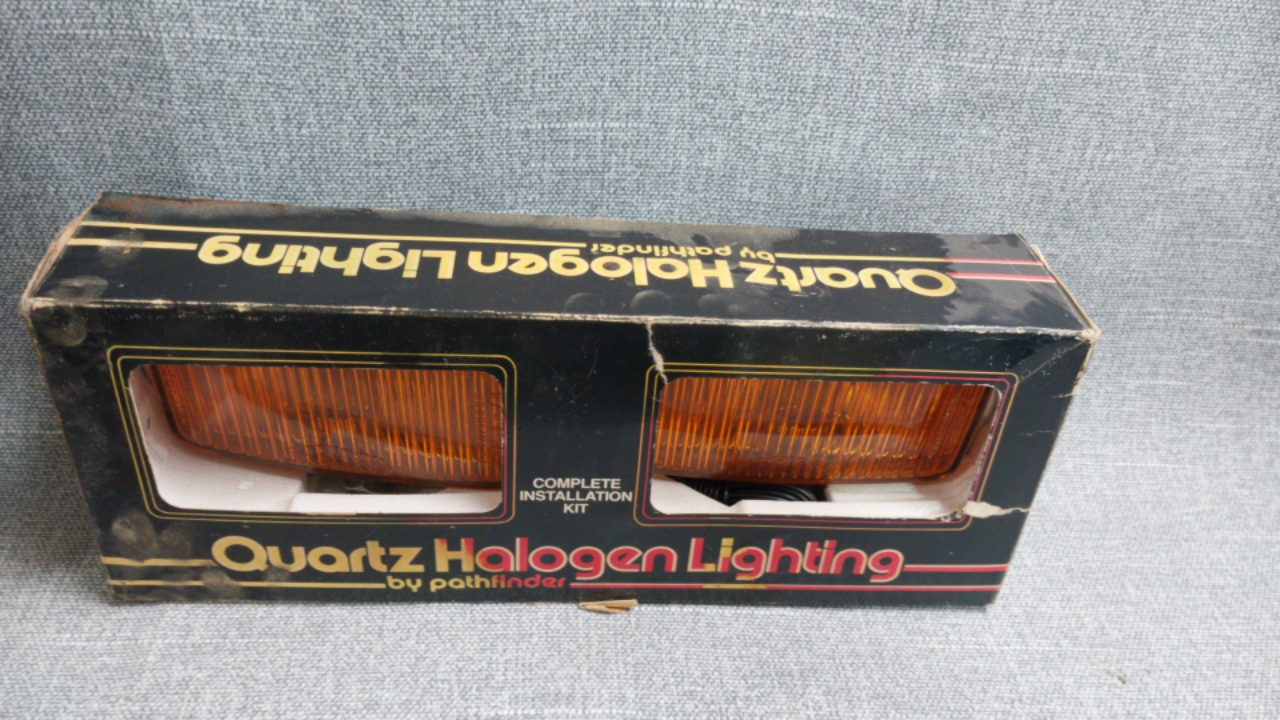 Quartz Halogen Lighting
by pathfinder
COMPLETE
INSTALLATION
KIT
Quartz Halogen Lighting
by pathfinder